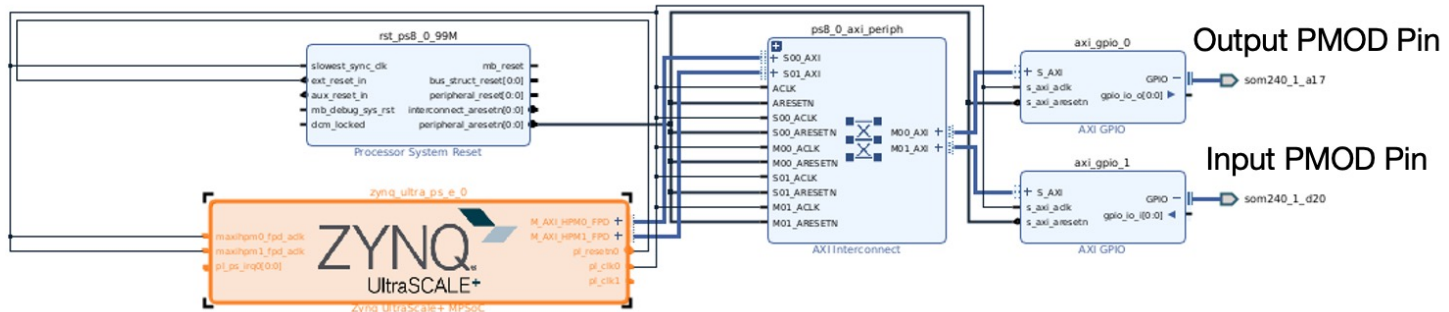 rst_ps8_0_99M
slowest_sync_clk
ext_reset_in
aux_reset_in
mb_debug_sys_rst
dcm_locked
mb_reset
bus_struct_reset[0:0]
peripheral_reset[0:0]
interconnect_aresetn[0:0]
peripheral_aresetn[0:0]
Processor System Reset
zynq_ultra_ps_e_0
maxihpm0_fpd_aclk
maxihpm1_fpd_aclk
pl_ps_irq0[0:0]
ZYNQ
UltraSCALE+
M_AXI_HPM0_FPD
M_AXI_HPM1_FPD
pl_resetn0
pl_clk0
pl_clk1
Zynq UltraScale+ MPSoC
ps8_0_axi_periph
S00_AXI
S01_AXI
ACLK
ARESETN
S00_ACLK
S00_ARESETN
M00_ACLK
M00_ARESETN
S01_ACLK
S01_ARESETN
M01_ACLK
M01_ARESETN
M00_AXI
M01_AXI
AXI Interconnect
axi_gpio_0
S_AXI
s_axi_aclk
s_axi_aresetn
GPIO
gpio_io_o[0:0]
AXI GPIO
Output PMOD Pin
som240_1_a17
axi_gpio_1
S_AXI
s_axi_aclk
s_axi_aresetn
GPIO
gpio_io_i[0:0]
AXI GPIO
Input PMOD Pin
som240_1_d20